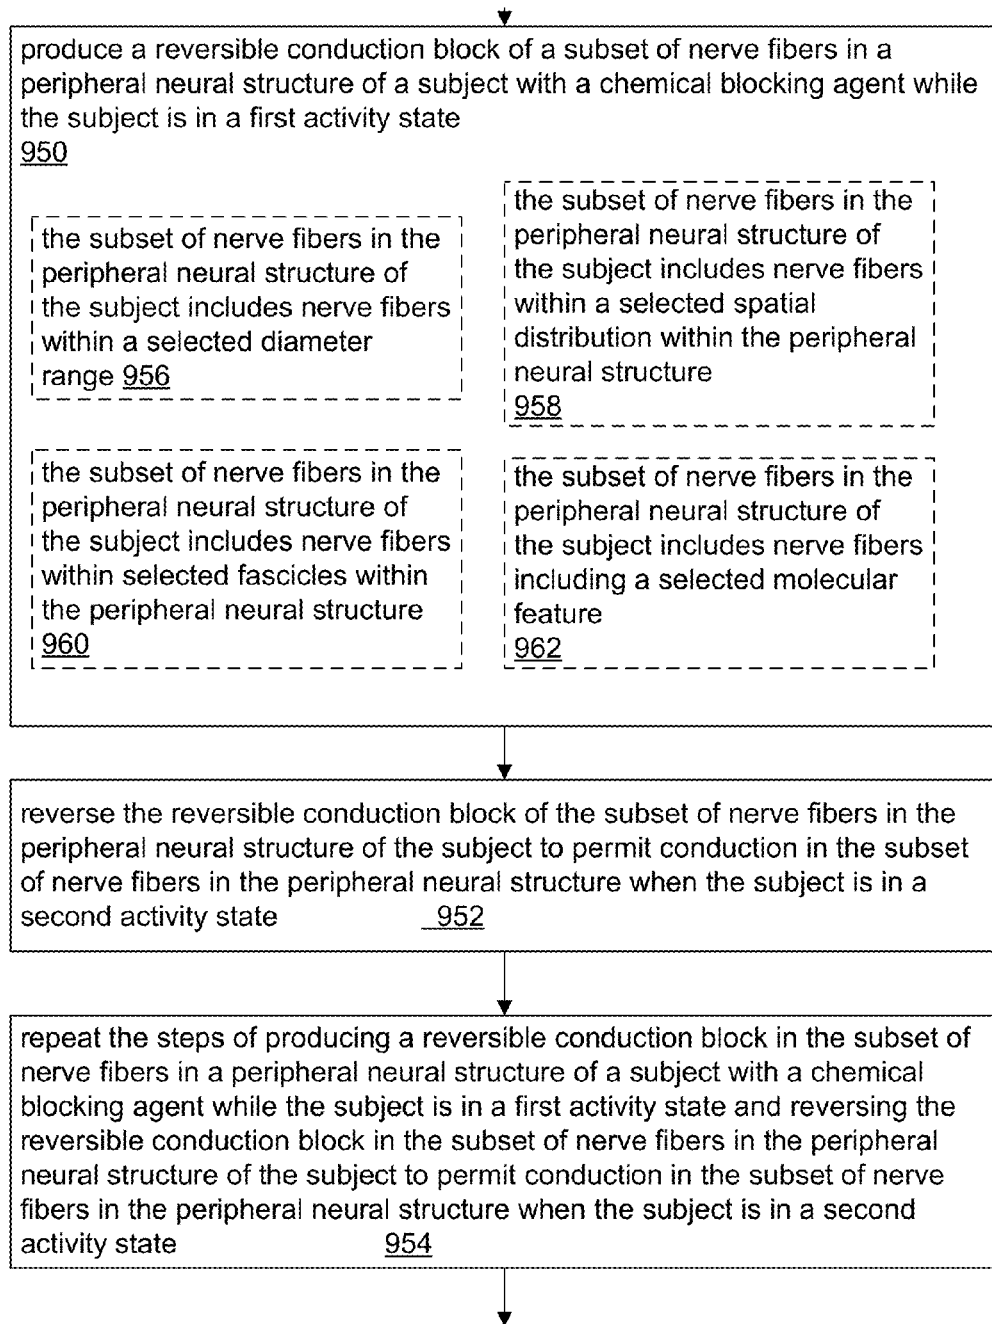 produce a reversible conduction block of a subset of nerve fibers in a
peripheral neural structure of a subject with a chemical blocking agent while
the subject is in a first activity state
950
the subset of nerve fibers in the
peripheral neural structure of
the subject includes nerve fibers
within a selected diameter
range 956
the subset of nerve fibers in the
peripheral neural structure of
the subject includes nerve fibers
within a selected spatial
distribution within the peripheral
neural structure
958
the subset of nerve fibers in the
peripheral neural structure of
the subject includes nerve fibers
within selected fascicles within
the peripheral neural structure
960
the subset of nerve fibers in the
peripheral neural structure of
the subject includes nerve fibers
including a selected molecular
feature
962
reverse the reversible conduction block of the subset of nerve fibers in the
peripheral neural structure of the subject to permit conduction in the subset
of nerve fibers in the peripheral neural structure when the subject is in a
second activity state 952
repeat the steps of producing a reversible conduction block in the subset of
nerve fibers in a peripheral neural structure of a subject with a chemical
blocking agent while the subject is in a first activity state and reversing the
reversible conduction block in the subset of nerve fibers in the peripheral
neural structure of the subject to permit conduction in the subset of nerve
fibers in the peripheral neural structure when the subject is in a second
activity state 954